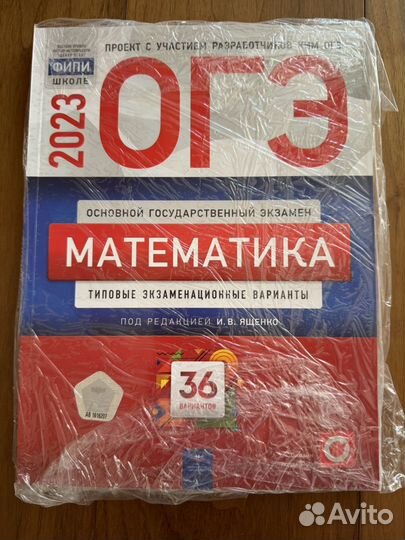 ПРОЕКТ С УЧАСТИЕМ РАЗРАБОТЧИКОВ КИМ ОГЭ
ФИПИ
ШКОЛЕ
2023
ОГЭ
ОСНОВНОЙ ГОСУДАРСТВЕННЫЙ ЭКЗАМЕН
МАТЕМАТИКА
ТИПОВЫЕ ЭКЗАМЕНАЦИОННЫЕ ВАРИАНТЫ
ПОД РЕДАКЦИЕЙ И.В. ЯЩЕНКО
36
ВАРИАНТОВ
Avito